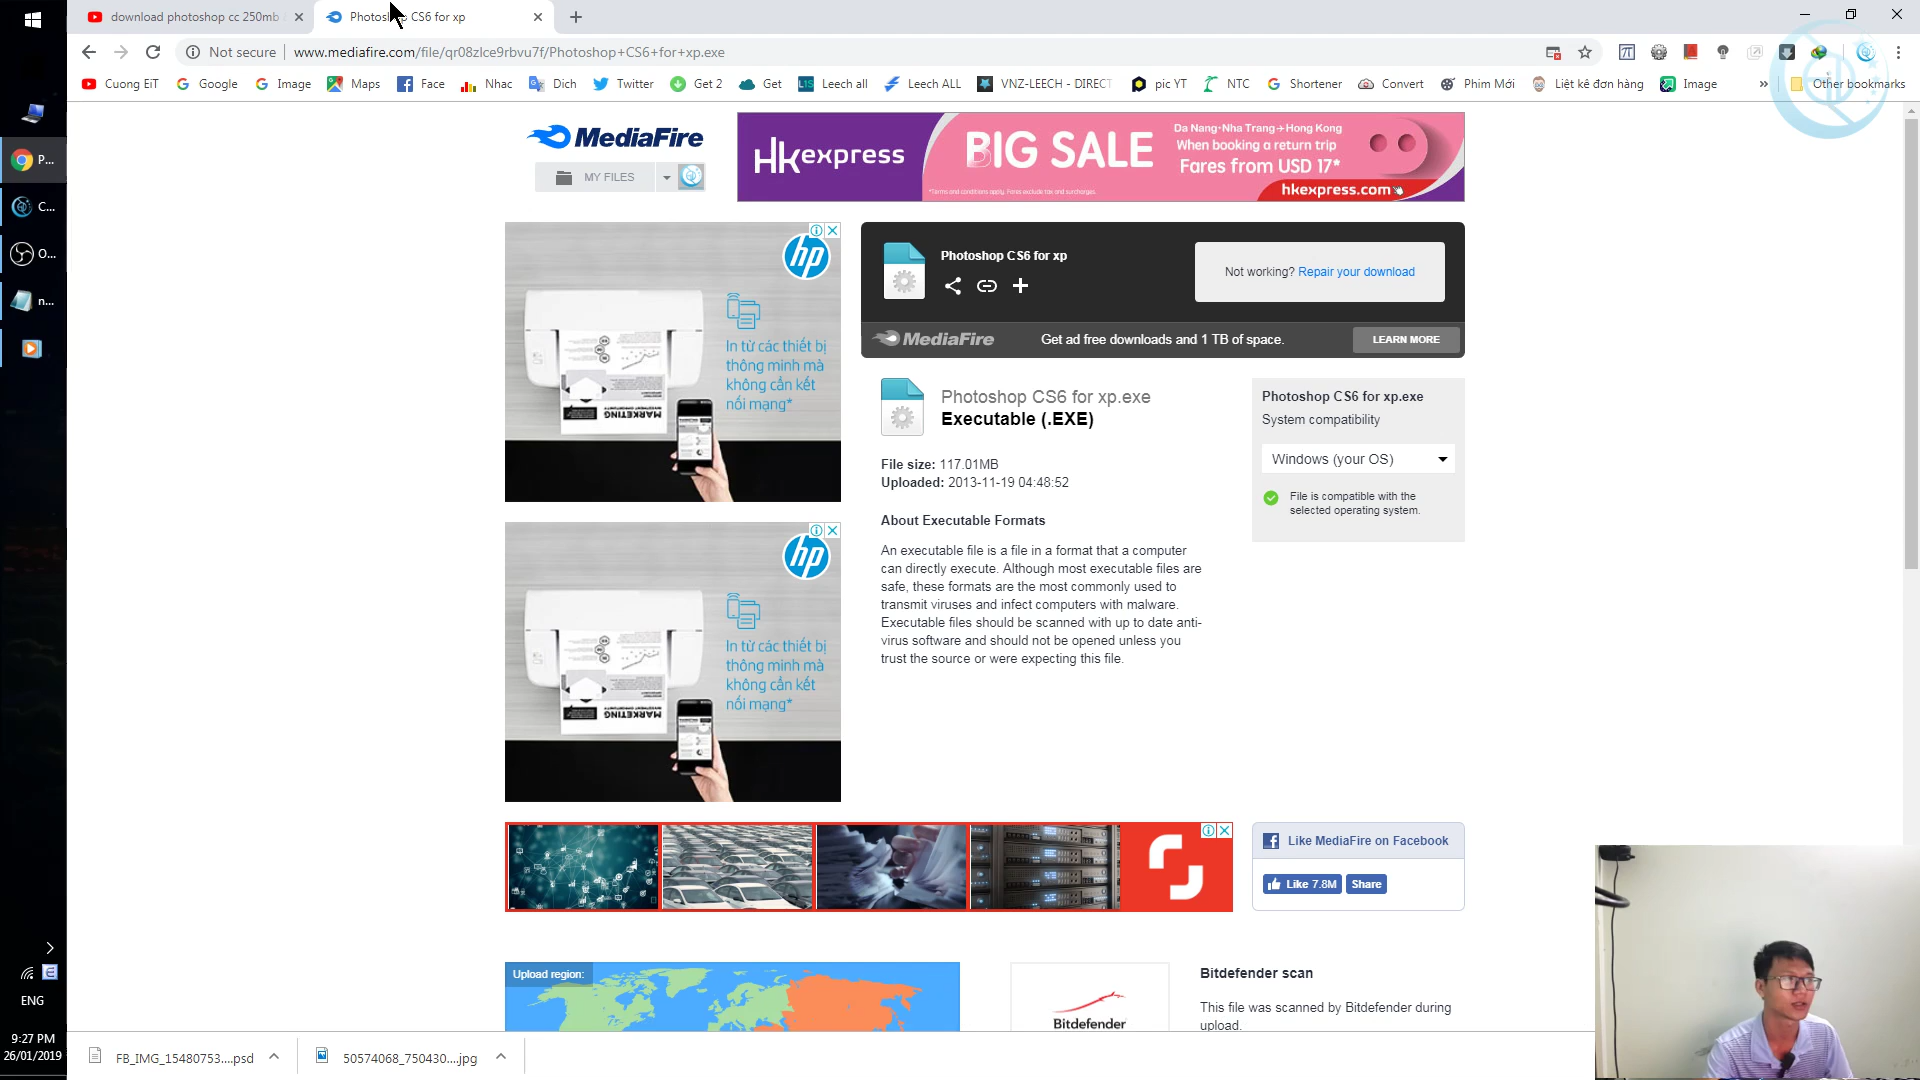 download photoshop cc 250mb
CS6 for xp
Not secure
www.mediafire.com/file/qr08zlce9rbvu7f/Photoshop+CS6+for+xp.exe
Cuong EiT
Google
Image
Maps
Face
Nhac
Dich
Twitter
Get 2
Get
Leech all
Leech ALL
VNZ-LEECH - DIRECT
pic YT
NTC
Shortener
Convert
Phim Mới
Liệt kê đơn hàng
Image
»
Other bookmarks
P...
C...
O...
n...
MediaFire
MY FILES
HKexpress
BIG SALE
Da Nang•Nha Trang→Hong Kong
When booking a return trip
Fares from USD 17*
*Terms and conditions apply. Fares exclude tax and surcharges.
hkexpress.com
hp
In từ các thiết bị
thông minh mà
không cần kết
nối mạng*
MARKETING
Photoshop CS6 for xp
Not working? Repair your download
MediaFire
Get ad free downloads and 1 TB of space.
LEARN MORE
Photoshop CS6 for xp.exe
Executable (.EXE)
File size: 117.01MB
Uploaded: 2013-11-19 04:48:52
About Executable Formats
An executable file is a file in a format that a computer
can directly execute. Although most executable files are
safe, these formats are the most commonly used to
transmit viruses and infect computers with malware.
Executable files should be scanned with up to date anti-
virus software and should not be opened unless you
trust the source or were expecting this file.
Photoshop CS6 for xp.exe
System compatibility
Windows (your OS)
File is compatible with the
selected operating system.
hp
In từ các thiết bị
thông minh mà
không cần kết
nối mạng*
MARKETING
Like MediaFire on Facebook
Like 7.8M
Share
Upload region:
Bitdefender
Bitdefender scan
This file was scanned by Bitdefender during
upload.
ENG
9:27 PM
26/01/2019
FB_IMG_15480753....psd
50574068_750430....jpg